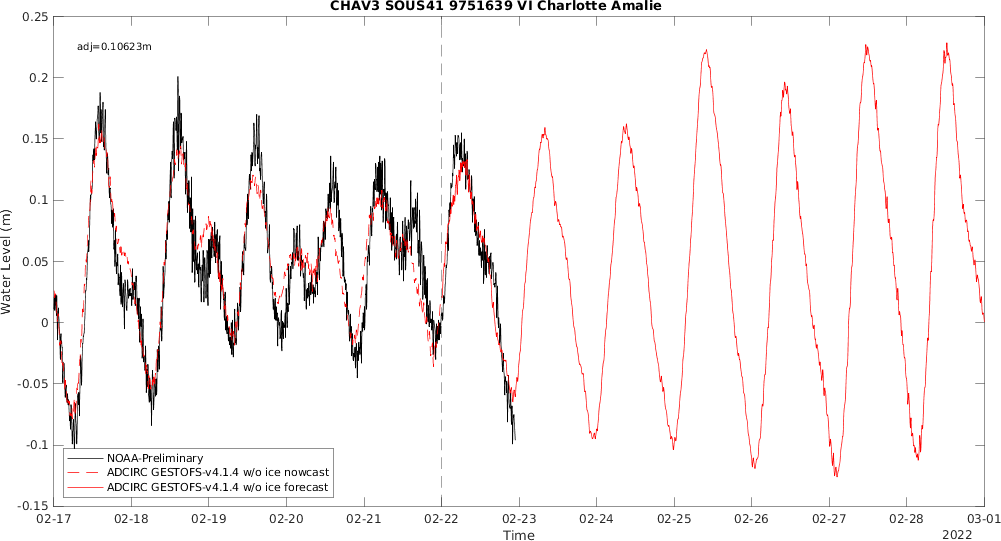 CHAV3 SOUS41 9751639 VI Charlotte Amalie
adj=0.10623m
0.25
0.2
0.15
0.1
0.05
0
-0.05
-0.1
-0.15
Water Level (m)
NOAA-Preliminary
ADCIRC GESTOFS-v4.1.4 w/o ice nowcast
ADCIRC GESTOFS-v4.1.4 w/o ice forecast
02-17 02-18 02-19 02-20 02-21 02-22 02-23 02-24 02-25 02-26 02-27 02-28 03-01
Time
2022